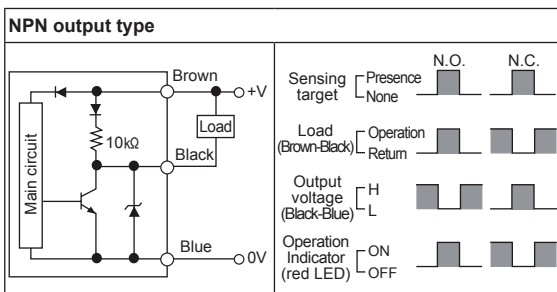 NPN output type
Main circuit
Brown
+V
10kΩ
Load
Black
Blue
0V
N.O.
N.C.
Sensing target
Presence
None
Load
(Brown-Black)
Operation
Return
Output voltage
(Black-Blue)
H
L
Operation Indicator
(red LED)
ON
OFF